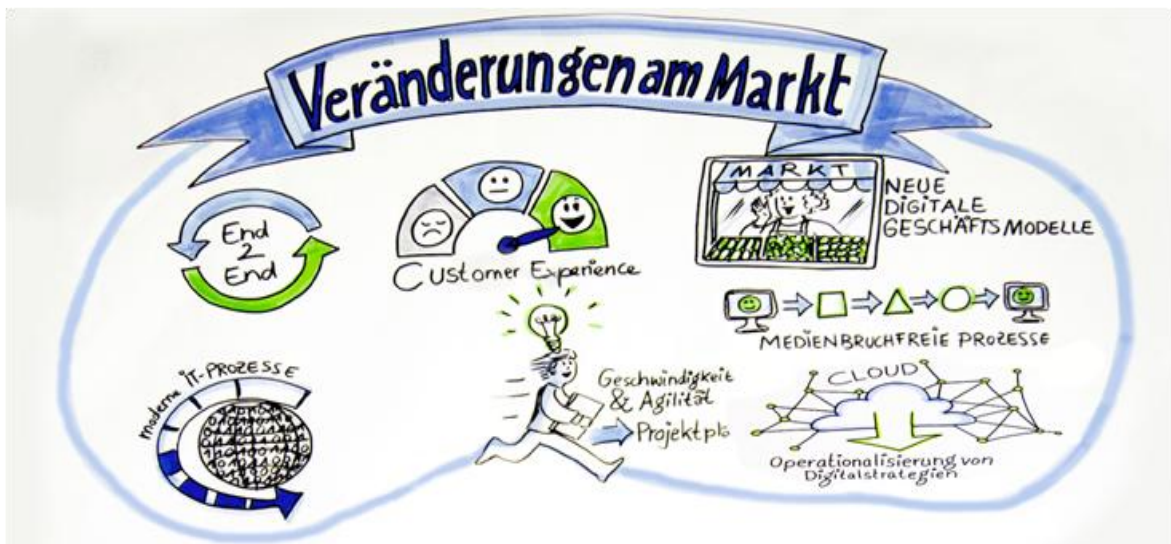 Veränderungen am Markt
End
2
End
Customer Experience
MARKT
NEUE
DIGITALE
GESCHÄFTSMODELLE
MEDIENBRUCHFREIE PROZESSE
moderne IT-PROZESSE
Geschwindigkeit
& Agilität
Projektplö
CLOUD
Operationalisierung von
Digitalstrategien